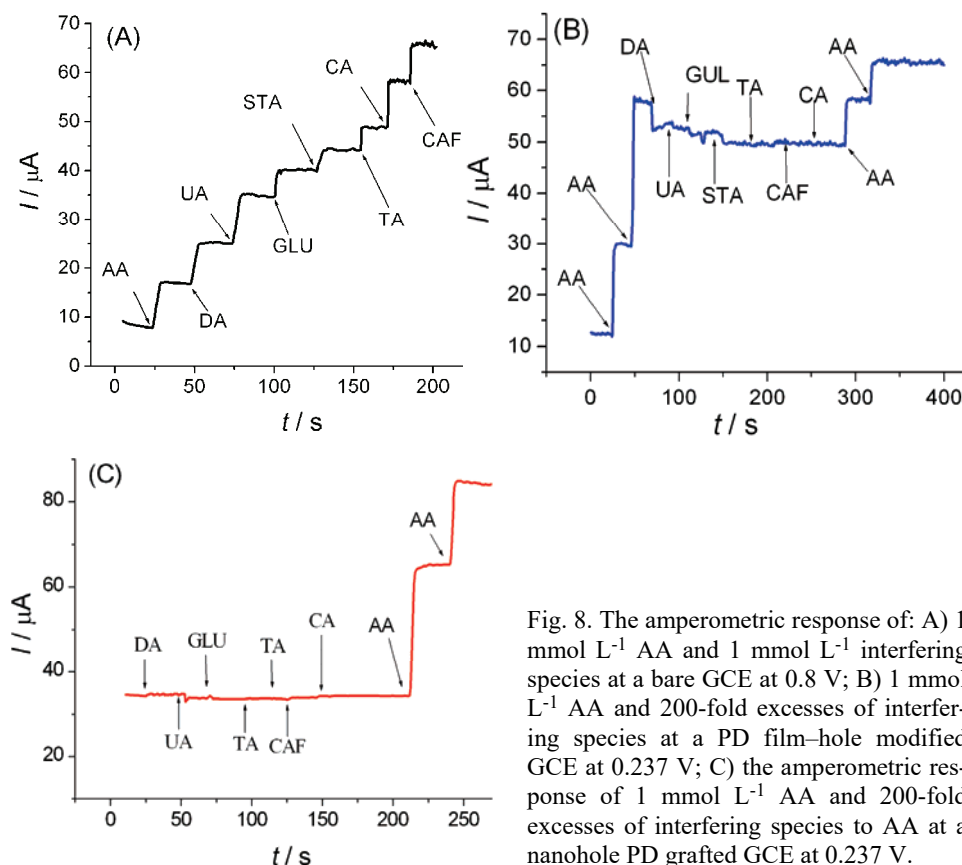 (A)
70
60
50
40
30
20
10
0
I / μA
AA
DA
UA
GLU
STA
TA
CA
CAF
0
50
100
150
200
t / s
(B)
70
60
50
40
30
20
10
I / μA
AA
AA
DA
UA
GUL
STA
TA
CAF
CA
AA
AA
0
100
200
300
400
t / s
(C)
80
60
40
20
I / μA
DA
UA
GLU
TA
TA
CAF
CA
AA
AA
0
50
100
150
200
250
t / s
Fig. 8. The amperometric response of: A) 1
mmol L⁻¹ AA and 1 mmol L⁻¹ interfering
species at a bare GCE at 0.8 V; B) 1 mmol
L⁻¹ AA and 200-fold excesses of interfer-
ing species at a PD film–hole modified
GCE at 0.237 V; C) the amperometric res-
ponse of 1 mmol L⁻¹ AA and 200-fold
excesses of interfering species to AA at a
nanohole PD grafted GCE at 0.237 V.